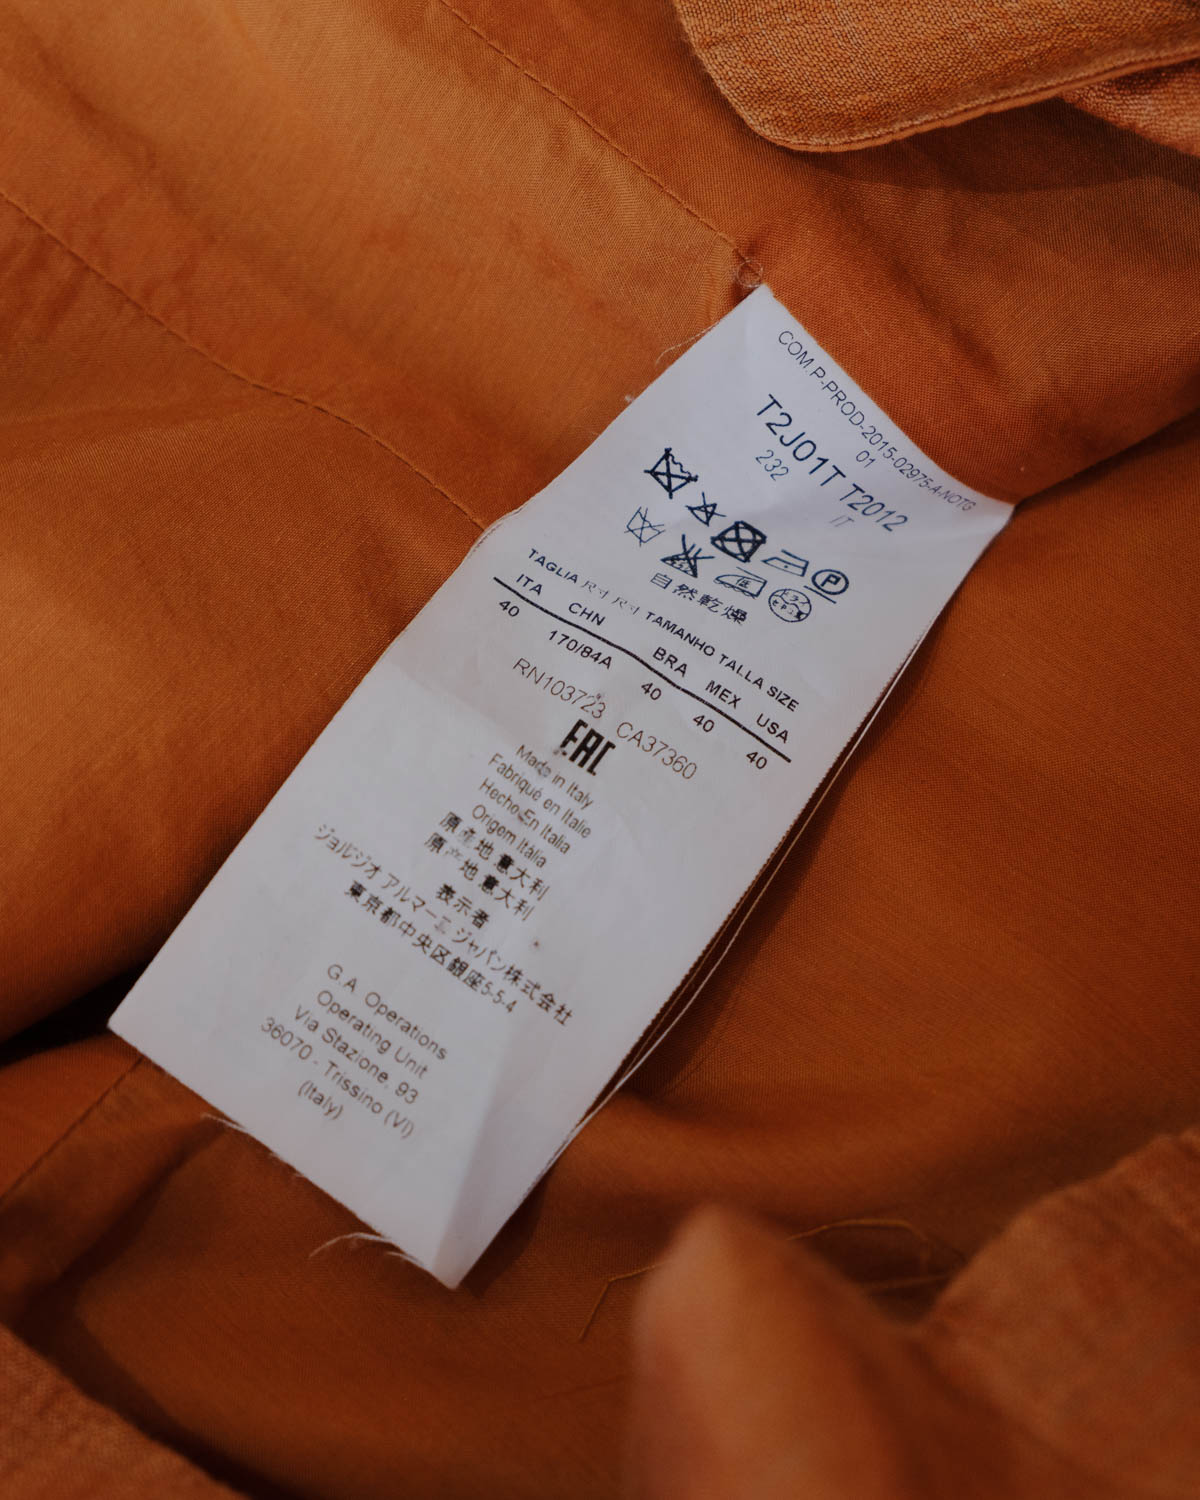 COM.P-PROD-2015-02975-A-NOTG
01
T2J01T T2012
232 IT
P
自然乾燥
TAGLIA 尺寸 尺寸 TAMANHO TALLA SIZE
ITA CHN BRA MEX USA
40 170/84A 40 40 40
RN103723 CA37360
EAC
Made in Italy
Fabriqué en Italie
Hecho En Italia
Origem Itália
原産地 意大利
原产地 意大利
表示者
ジョルジオ アルマーニ ジャパン株式会社
東京都中央区銀座5-5-4
G.A. Operations
Operating Unit
Via Stazione, 93
36070 - Trissino (VI)
(Italy)